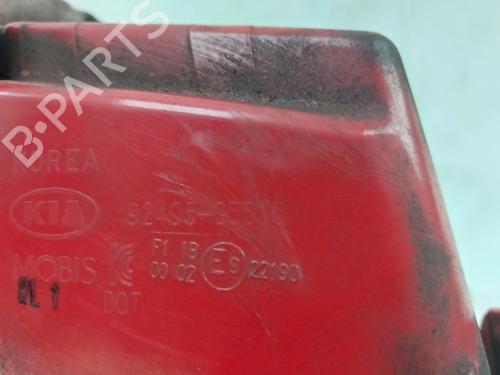 B-PARTS
KOREA
KIA
MOBIS
F1 IB
00 02
E9 22190
DOT